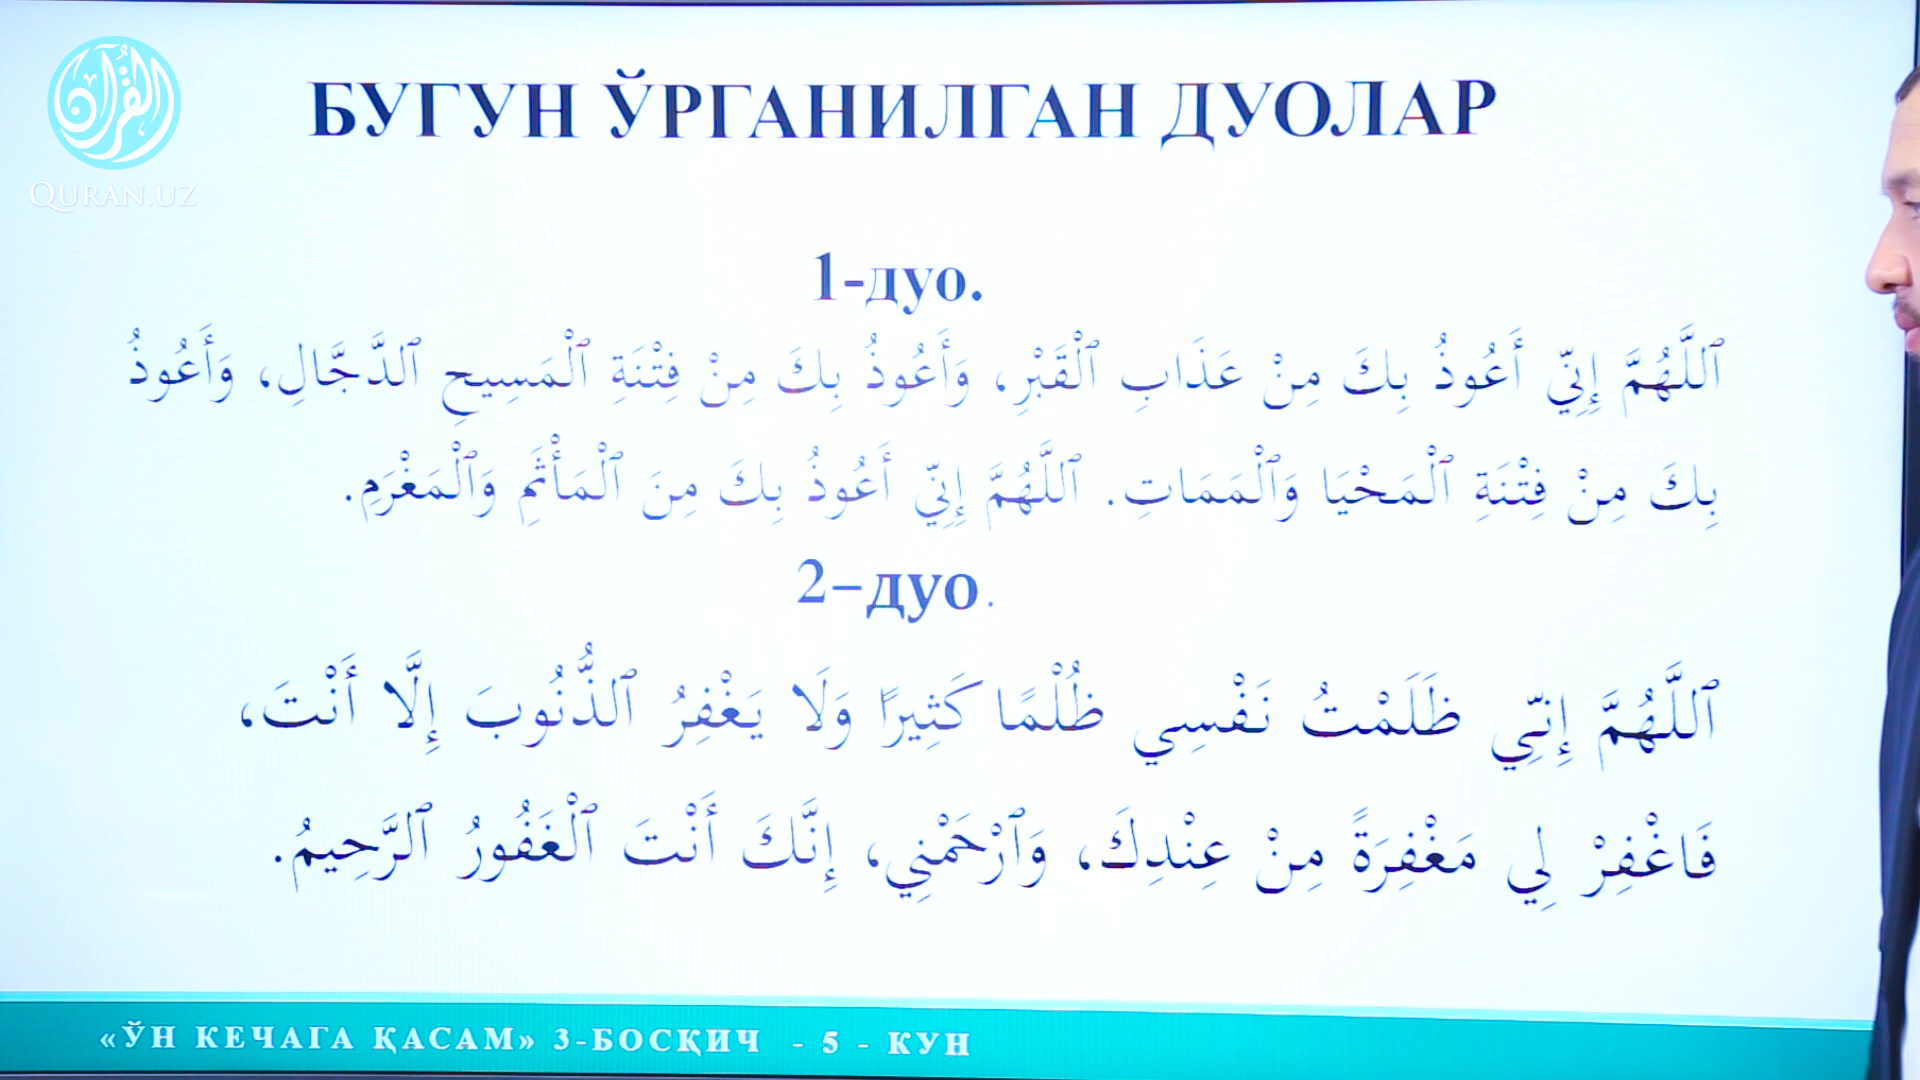 القرآن
QURAN.UZ
БУГУН ЎРГАНИЛГАН ДУОЛАР
1-дуо.
ٱللَّهُمَّ إِنِّي أَعُوذُ بِكَ مِنْ عَذَابِ ٱلْقَبْرِ، وَأَعُوذُ بِكَ مِنْ فِتْنَةِ ٱلْمَسِيحِ ٱلدَّجَّالِ، وَأَعُوذُ
بِكَ مِنْ فِتْنَةِ ٱلْمَحْيَا وَٱلْمَمَاتِ. ٱللَّهُمَّ إِنِّي أَعُوذُ بِكَ مِنَ ٱلْمَأْثَمِ وَٱلْمَغْرَمِ.
2–дуо.
ٱللَّهُمَّ إِنِّي ظَلَمْتُ نَفْسِي ظُلْمًا كَثِيرًا وَلَا يَغْفِرُ ٱلذُّنُوبَ إِلَّا أَنْتَ،
فَاغْفِرْ لِي مَغْفِرَةً مِنْ عِنْدِكَ، وَٱرْحَمْنِي، إِنَّكَ أَنْتَ ٱلْغَفُورُ ٱلرَّحِيمُ.
«ЎН КЕЧАГА ҚАСАМ» 3-БОСҚИЧ - 5 - КУН